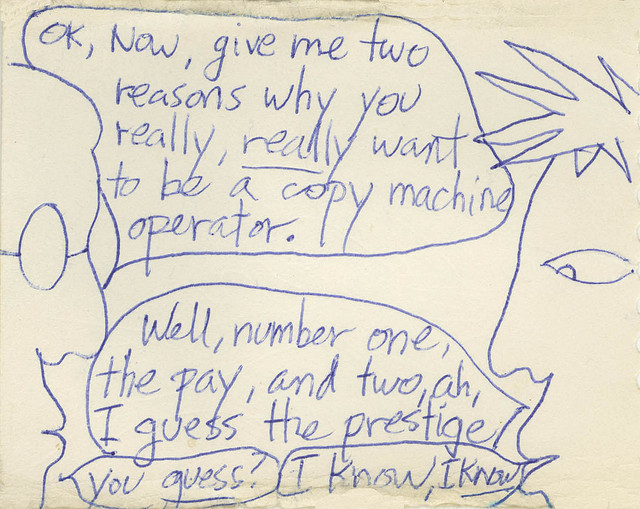 OK, Now, give me two
reasons why you
really, really want
to be a copy machine
operator.
Well, number one,
the pay, and two, ah,
I guess the prestige
you guess?
I know, I know